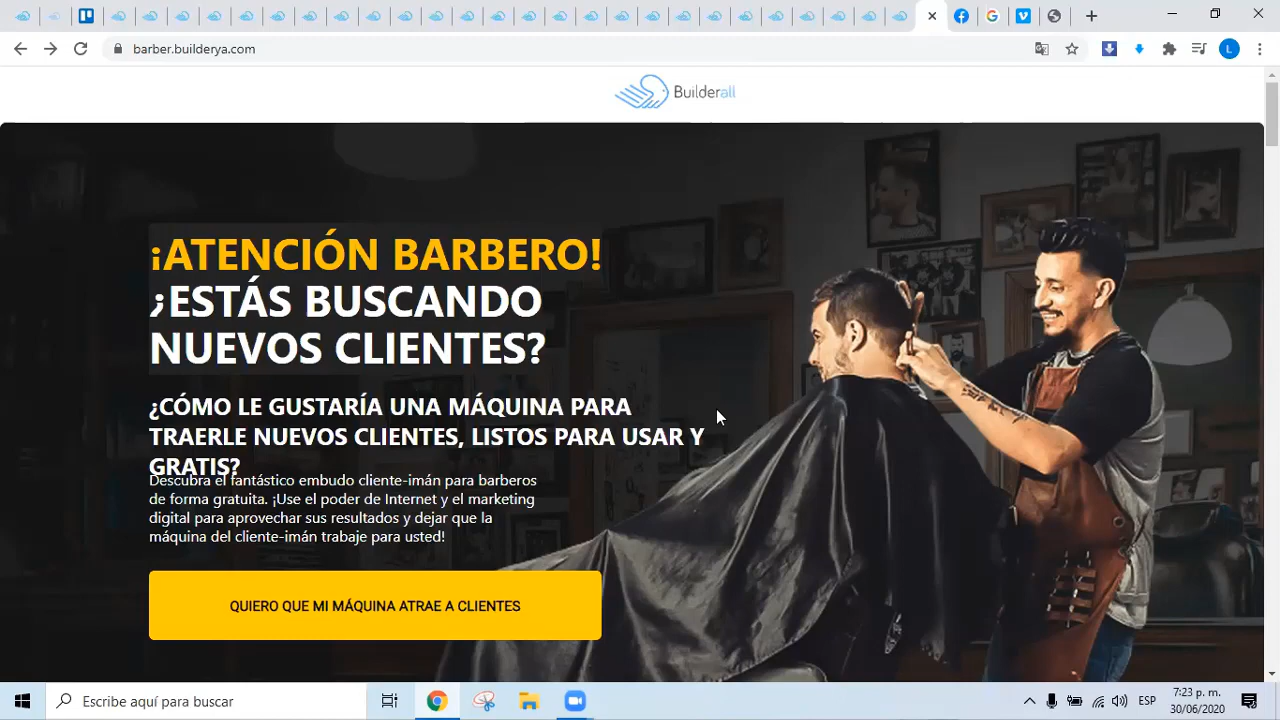 barber.builderya.com
L
Builderall
¡ATENCIÓN BARBERO!
¿ESTÁS BUSCANDO
NUEVOS CLIENTES?
¿CÓMO LE GUSTARÍA UNA MÁQUINA PARA
TRAERLE NUEVOS CLIENTES, LISTOS PARA USAR Y
GRATIS?
Descubra el fantástico embudo cliente-imán para barberos
de forma gratuita. ¡Use el poder de Internet y el marketing
digital para aprovechar sus resultados y dejar que la
máquina del cliente-imán trabaje para usted!
QUIERO QUE MI MÁQUINA ATRAE A CLIENTES
Escribe aquí para buscar
ESP
7:23 p. m.
30/06/2020